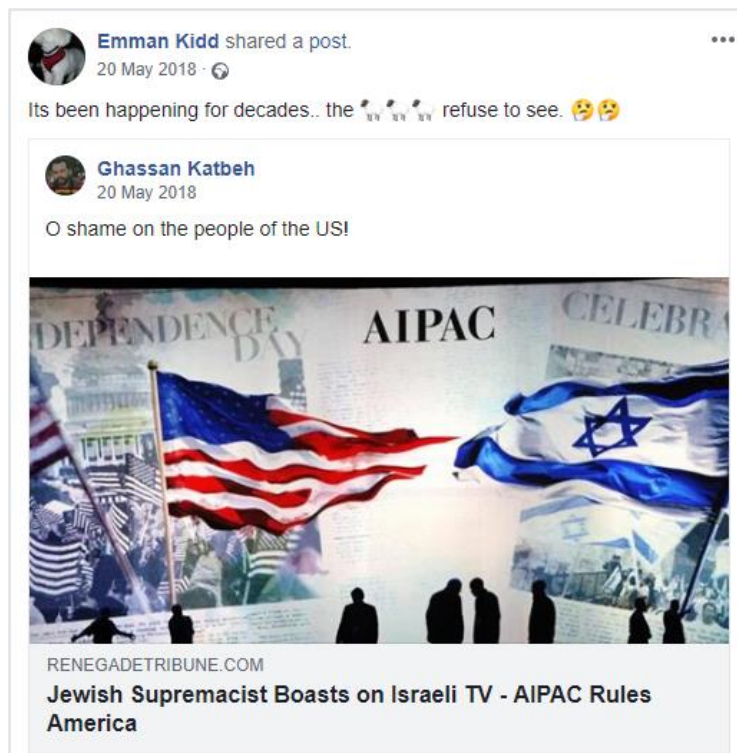 Emman Kidd shared a post.
20 May 2018
Its been happening for decades.. the 🐑🐑🐑 refuse to see. 🤔🤔
Ghassan Katbeh
20 May 2018
O shame on the people of the US!
DEPENDENCE
DAY
AIPAC
CELEBRA
RENEGADETRIBUNE.COM
Jewish Supremacist Boasts on Israeli TV - AIPAC Rules
America